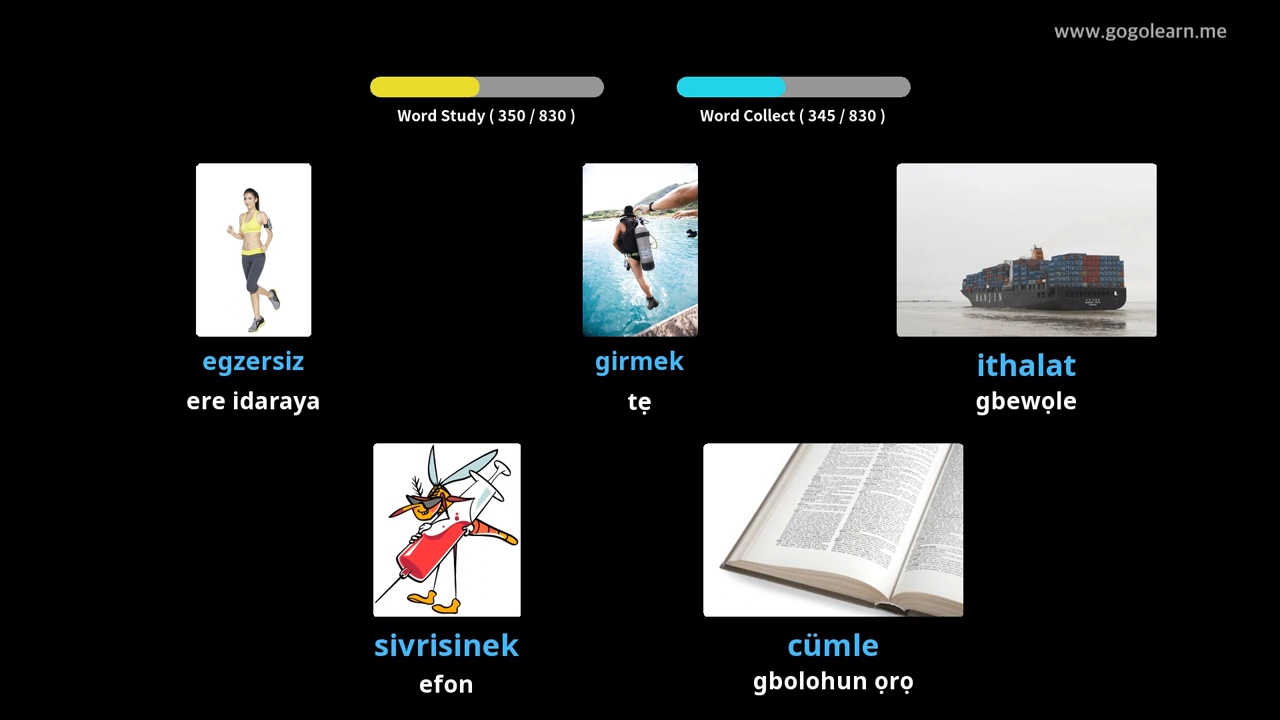 www.gogolearn.me
Word Study ( 350 / 830 )
Word Collect ( 345 / 830 )
egzersiz
ere idaraya
girmek
tẹ
ithalat
gbewọle
sivrisinek
efon
cümle
gbolohun ọrọ